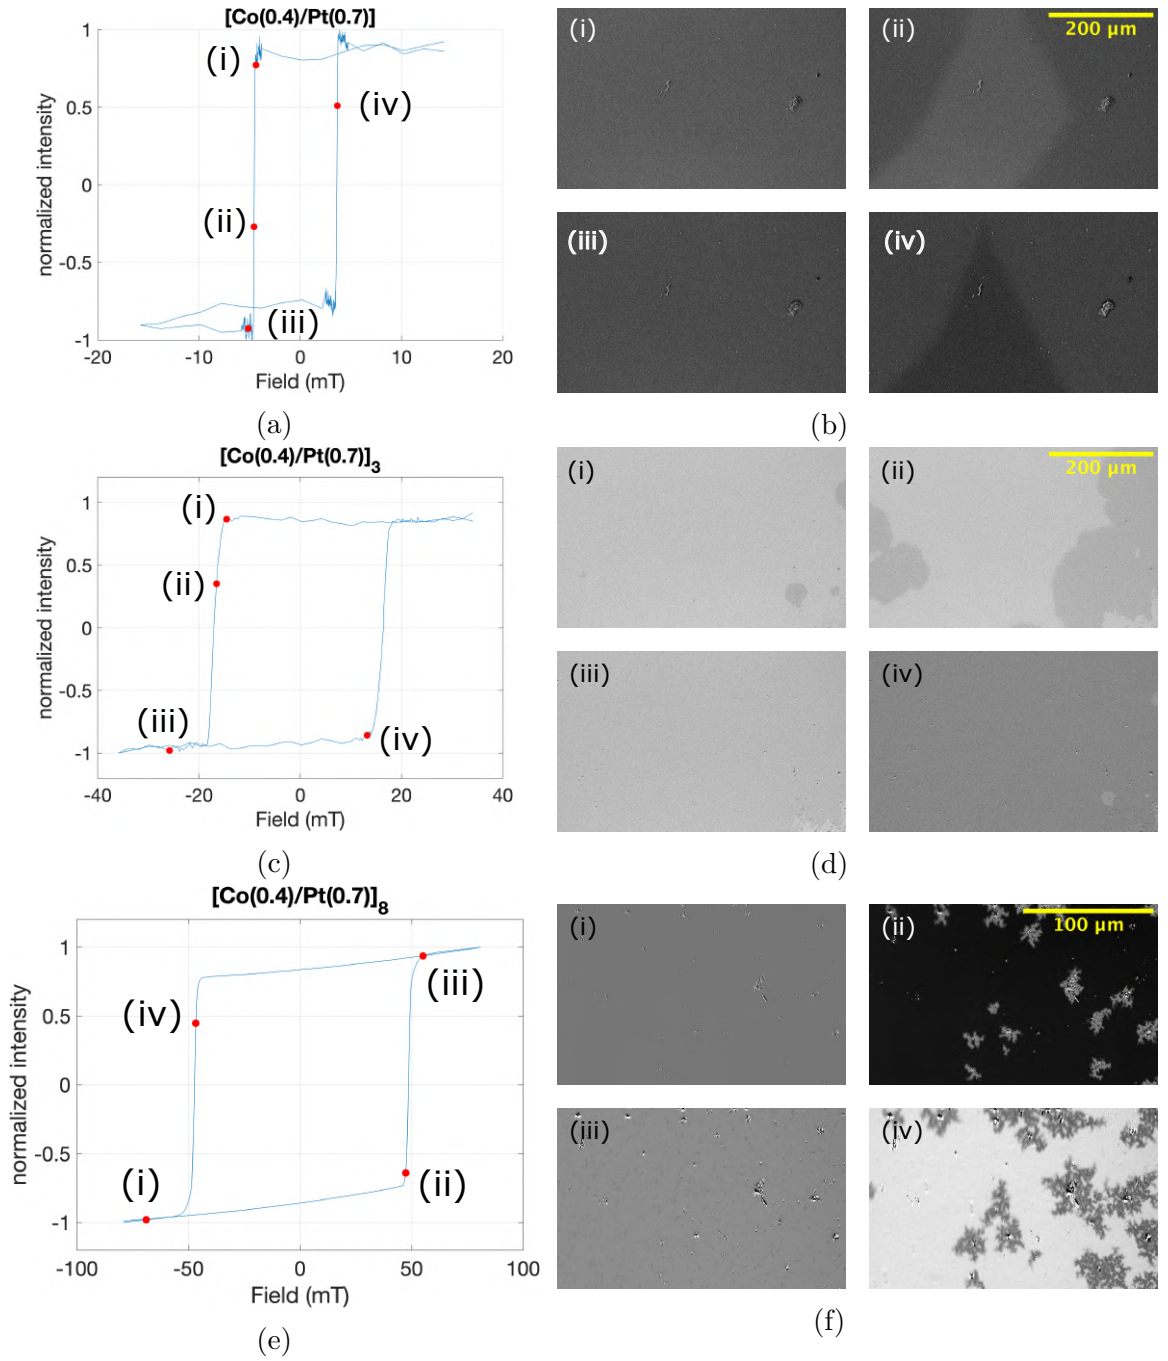 [Co(0.4)/Pt(0.7)]
normalized intensity
1
0.5
0
-0.5
-1
(i)
(ii)
(iii)
(iv)
-20
-10
0
10
20
Field (mT)
(a)
(i)
(ii)
200 µm
(iii)
(iv)
(b)
[Co(0.4)/Pt(0.7)]3
normalized intensity
1
0.5
0
-0.5
-1
(i)
(ii)
(iii)
(iv)
-40
-20
0
20
40
Field (mT)
(c)
(i)
(ii)
200 µm
(iii)
(iv)
(d)
[Co(0.4)/Pt(0.7)]8
normalized intensity
1
0.5
0
-0.5
-1
(iv)
(iii)
(i)
(ii)
-100
-50
0
50
100
Field (mT)
(e)
(i)
(ii)
100 µm
(iii)
(iv)
(f)